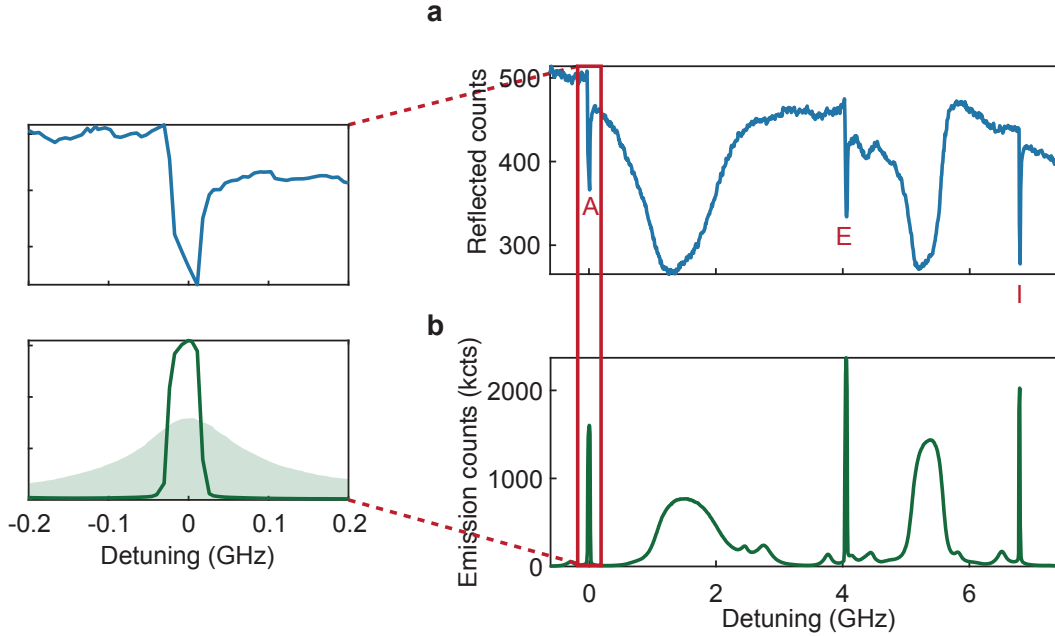 a
500
400
300
Reflected counts
A
E
I
b
2000
1000
0
Emission counts (kcts)
0 2 4 6
Detuning (GHz)
-0.2 -0.1 0 0.1 0.2
Detuning (GHz)